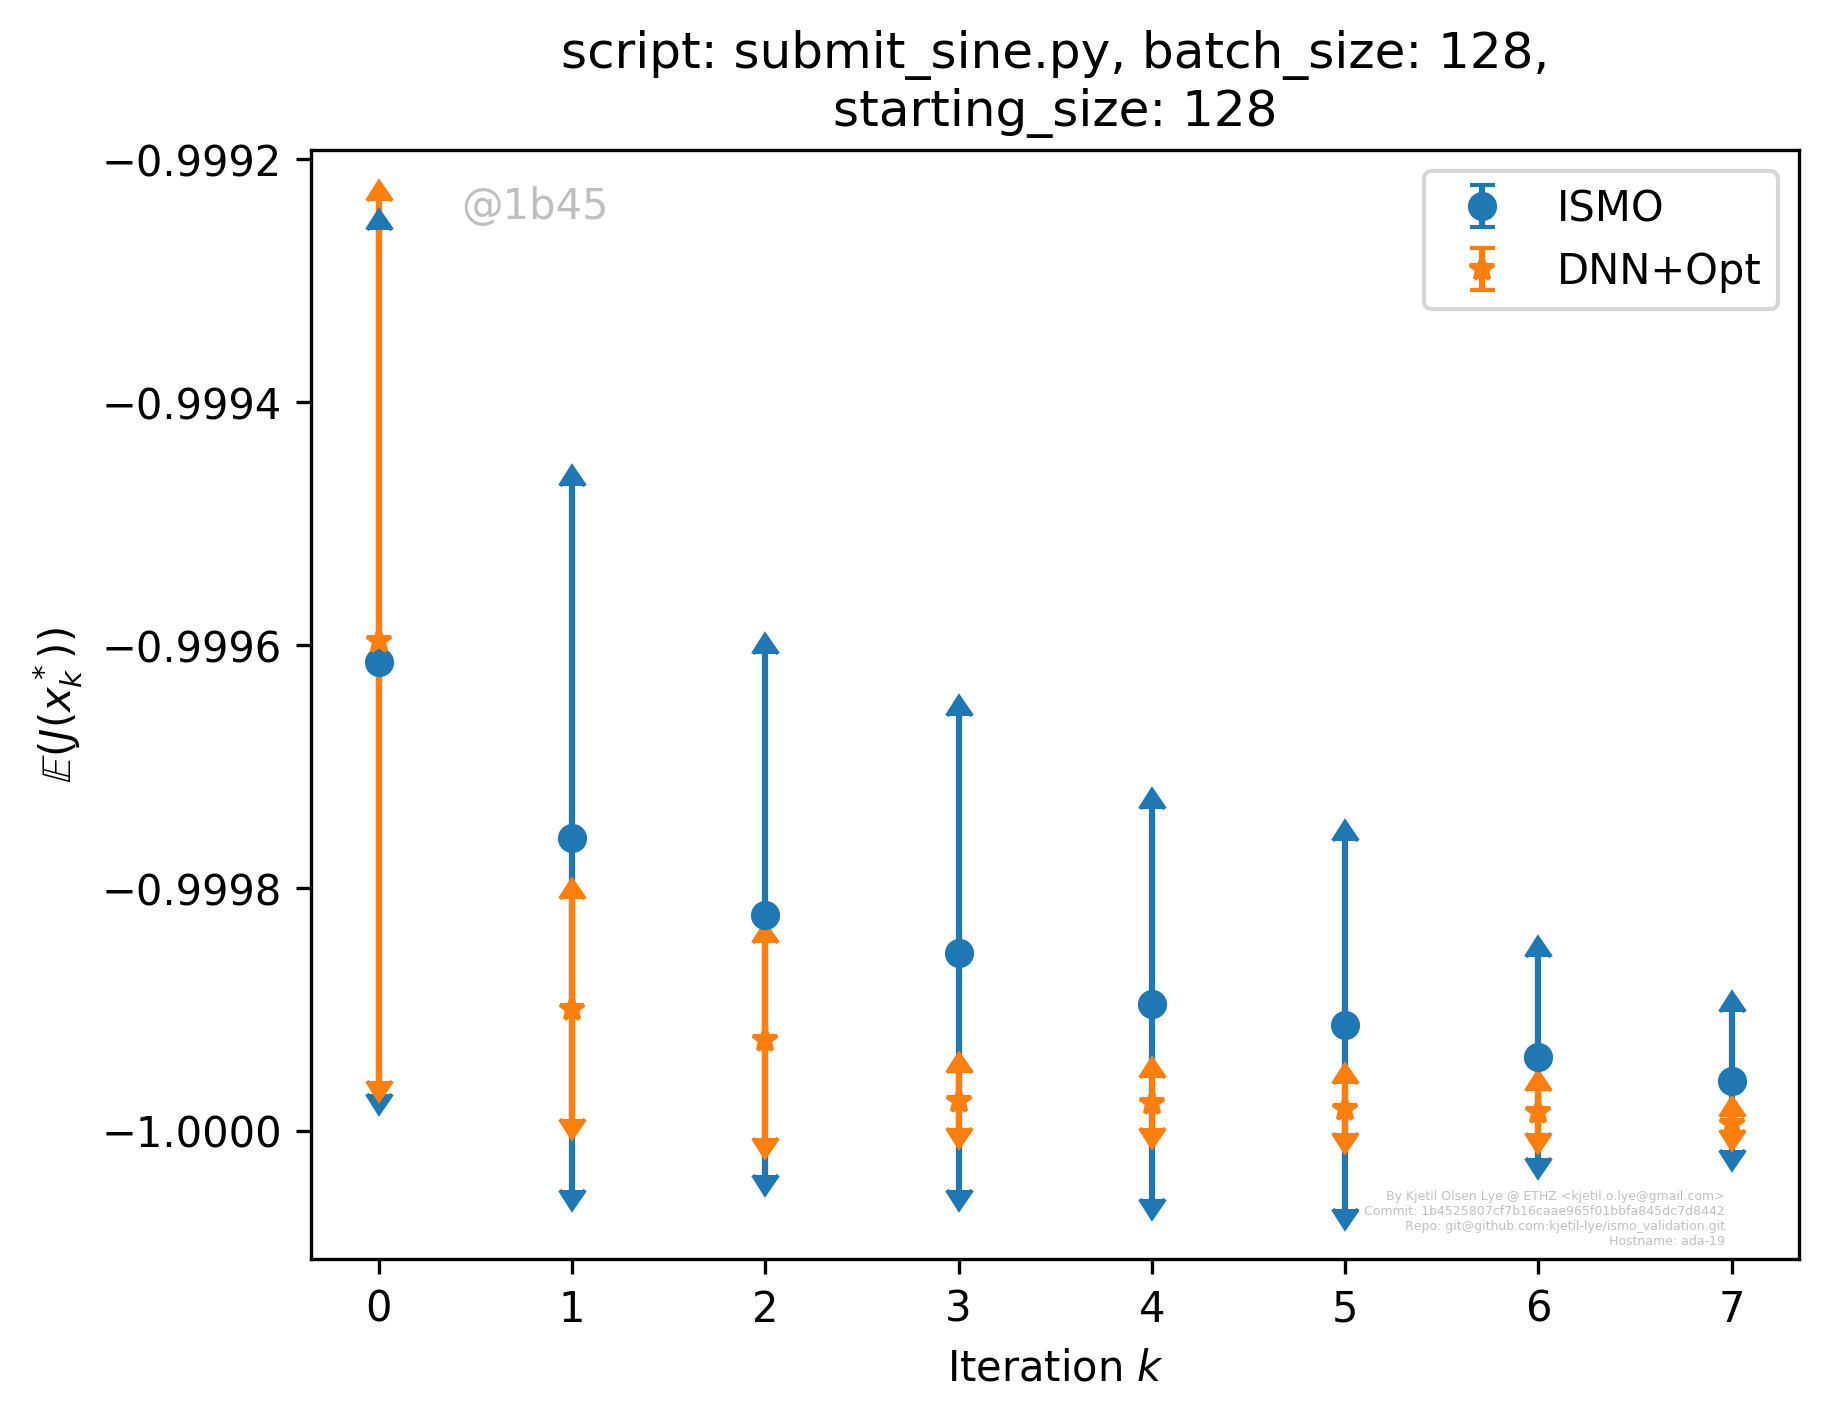 script: submit_sine.py, batch_size: 128,
starting_size: 128
−0.9992
−0.9994
−0.9996
−0.9998
−1.0000
𝔼(J(x*k))
@1b45
ISMO
DNN+Opt
By Kjetil Olsen Lye @ ETHZ <kjetil.o.lye@gmail.com>
Commit: 1b4525807cf7b16caae965f01bbfa845dc7d8442
Repo: git@github.com:kjetil-lye/ismo_validation.git
Hostname: ada-19
0 1 2 3 4 5 6 7
Iteration k